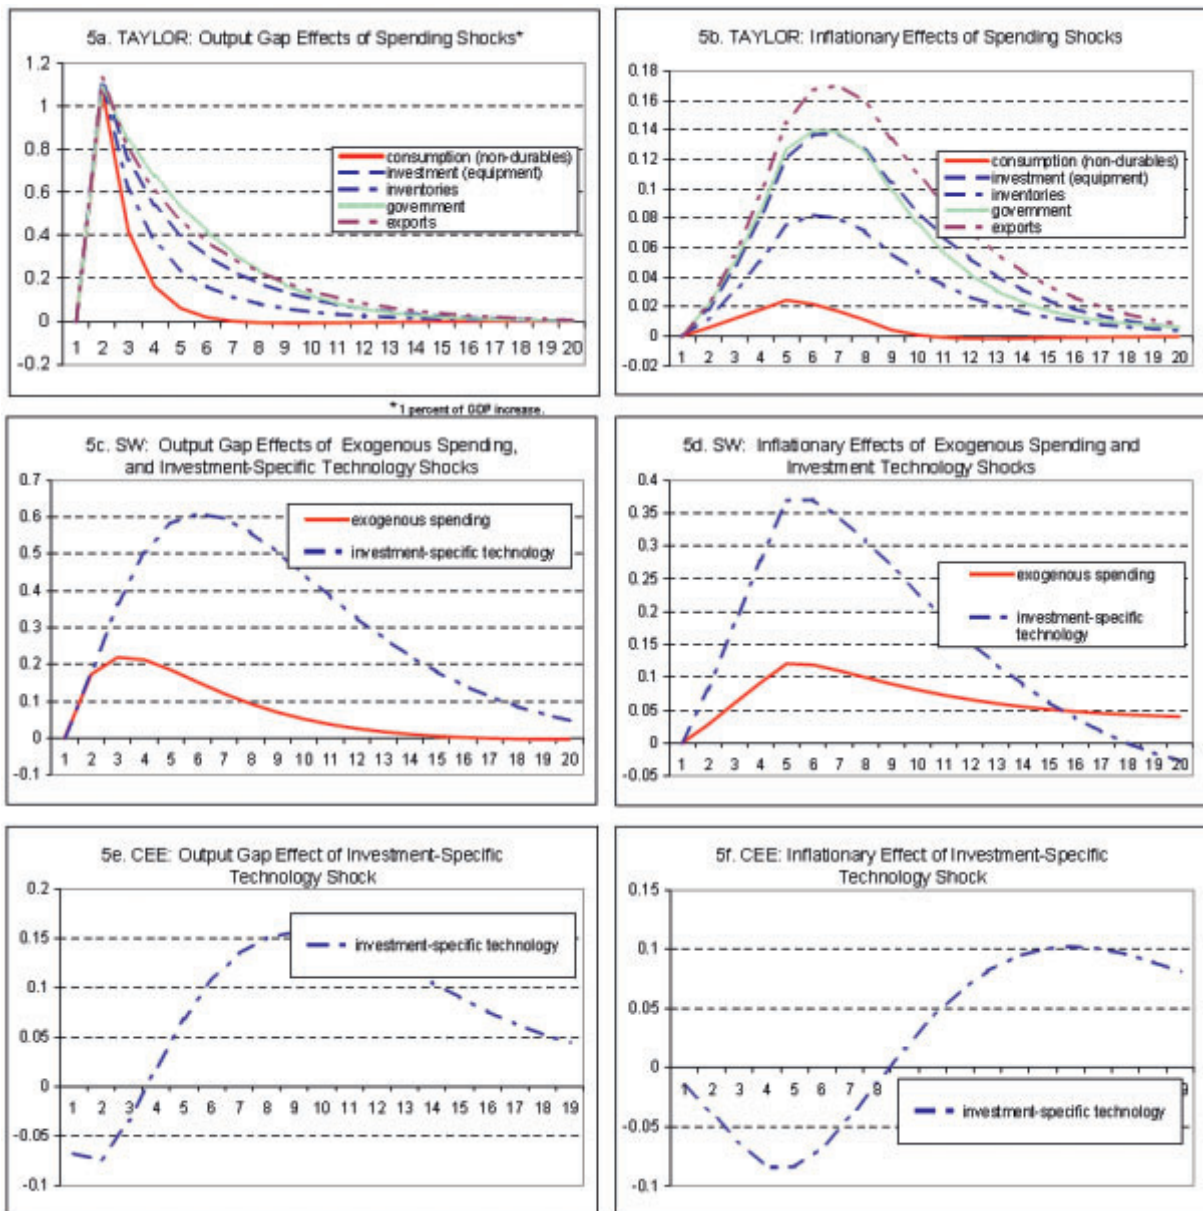 5a. TAYLOR: Output Gap Effects of Spending Shocks*
1.2
1
0.8
0.6
0.4
0.2
0
-0.2
consumption (non-durables)
investment (equipment)
inventories
government
exports
1 2 3 4 5 6 7 8 9 10 11 12 13 14 15 16 17 18 19 20
* 1 percent of GDP increase.
5b. TAYLOR: Inflationary Effects of Spending Shocks
0.18
0.16
0.14
0.12
0.1
0.08
0.06
0.04
0.02
0
-0.02
consumption (non-durables)
investment (equipment)
inventories
government
exports
1 2 3 4 5 6 7 8 9 10 11 12 13 14 15 16 17 18 19 20
5c. SW: Output Gap Effects of Exogenous Spending,
and Investment-Specific Technology Shocks
0.7
0.6
0.5
0.4
0.3
0.2
0.1
0
-0.1
exogenous spending
investment-specific technology
1 2 3 4 5 6 7 8 9 10 11 12 13 14 15 16 17 18 19 20
5d. SW: Inflationary Effects of Exogenous Spending and
Investment Technology Shocks
0.4
0.35
0.3
0.25
0.2
0.15
0.1
0.05
0
-0.05
exogenous spending
investment-specific
technology
1 2 3 4 5 6 7 8 9 10 11 12 13 14 15 16 17 18 19 20
5e. CEE: Output Gap Effect of Investment-Specific
Technology Shock
0.2
0.15
0.1
0.05
0
-0.05
-0.1
investment-specific technology
1 2 3 4 5 6 7 8 9 10 11 12 13 14 15 16 17 18 19
5f. CEE: Inflationary Effect of Investment-Specific
Technology Shock
0.15
0.1
0.05
0
-0.05
-0.1
1 2 3 4 5 6 7 8 9
investment-specific technology